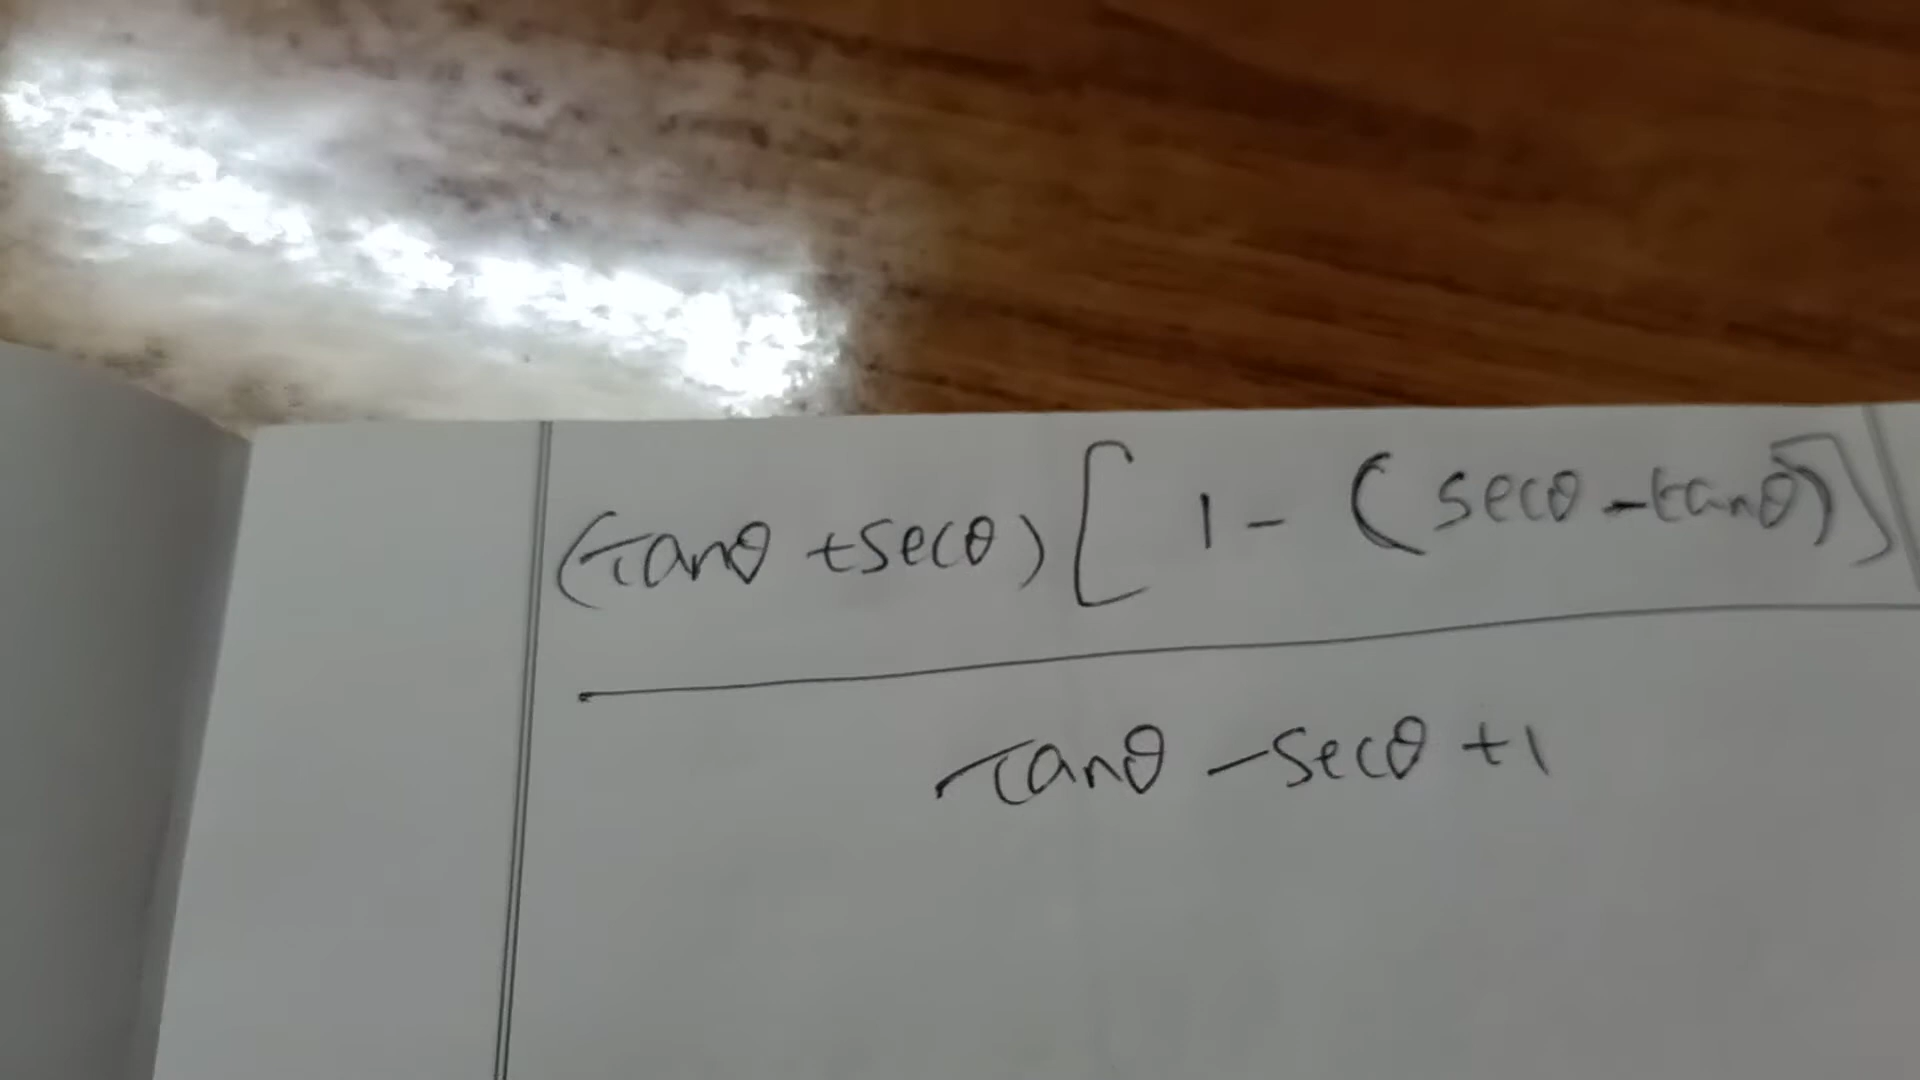 (tanθ + secθ) [ 1 - (secθ - tanθ) ]
tanθ - secθ + 1